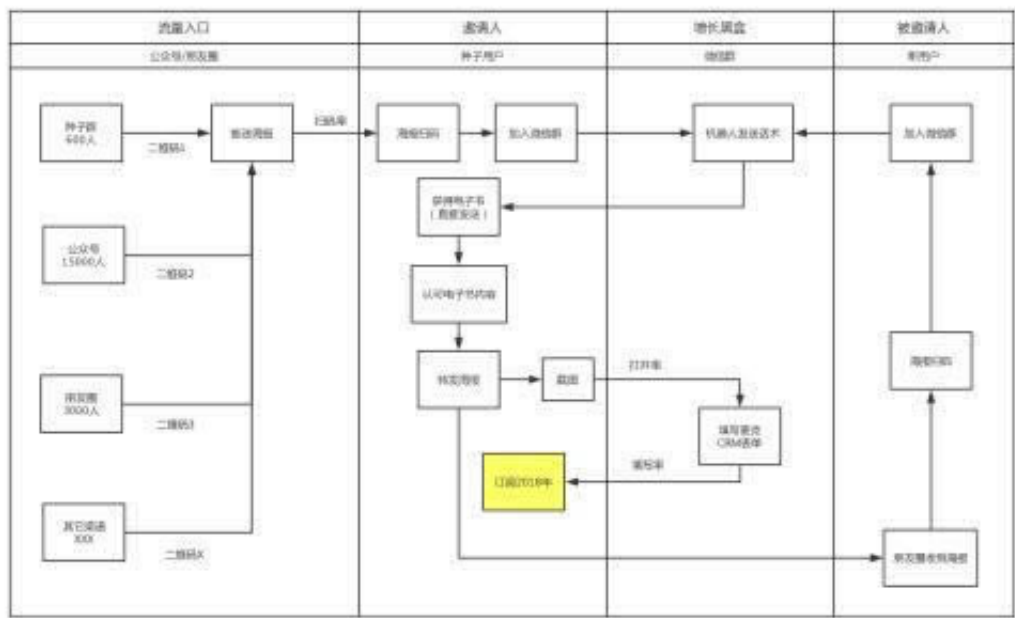 流量入口
邀请人
增长黑盒
被邀请人
公众号/朋友圈
种子用户
微信群
新用户
种子群
600人
二维码1
推送海报
扫码率
海报扫码
加入微信群
机器人发送话术
加入微信群
获得电子书
（直接发送）
公众号
15000人
二维码2
认可电子书内容
朋友圈
3000人
二维码3
转发海报
截图
打开率
海报扫码
填写麦克
CRM表单
填写率
订阅2018年
其它渠道
XXX
二维码X
朋友圈收到海报